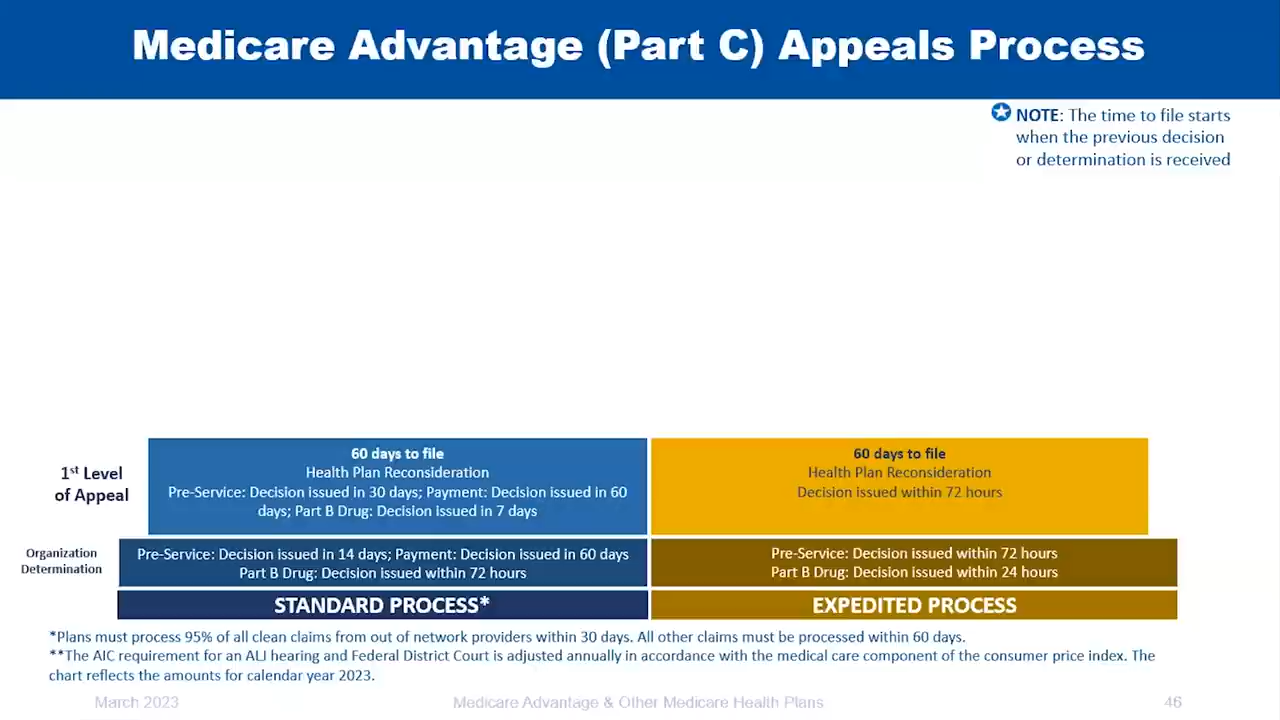 Medicare Advantage (Part C) Appeals Process
NOTE: The time to file starts
when the previous decision
or determination is received
1st Level
of Appeal
60 days to file
Health Plan Reconsideration
Pre-Service: Decision issued in 30 days; Payment: Decision issued in 60
days; Part B Drug: Decision issued in 7 days
60 days to file
Health Plan Reconsideration
Decision issued within 72 hours
Organization
Determination
Pre-Service: Decision issued in 14 days; Payment: Decision issued in 60 days
Part B Drug: Decision issued within 72 hours
Pre-Service: Decision issued within 72 hours
Part B Drug: Decision issued within 24 hours
STANDARD PROCESS*
EXPEDITED PROCESS
*Plans must process 95% of all clean claims from out of network providers within 30 days. All other claims must be processed within 60 days.
**The AIC requirement for an ALJ hearing and Federal District Court is adjusted annually in accordance with the medical care component of the consumer price index. The
chart reflects the amounts for calendar year 2023.
March 2023
Medicare Advantage & Other Medicare Health Plans
46